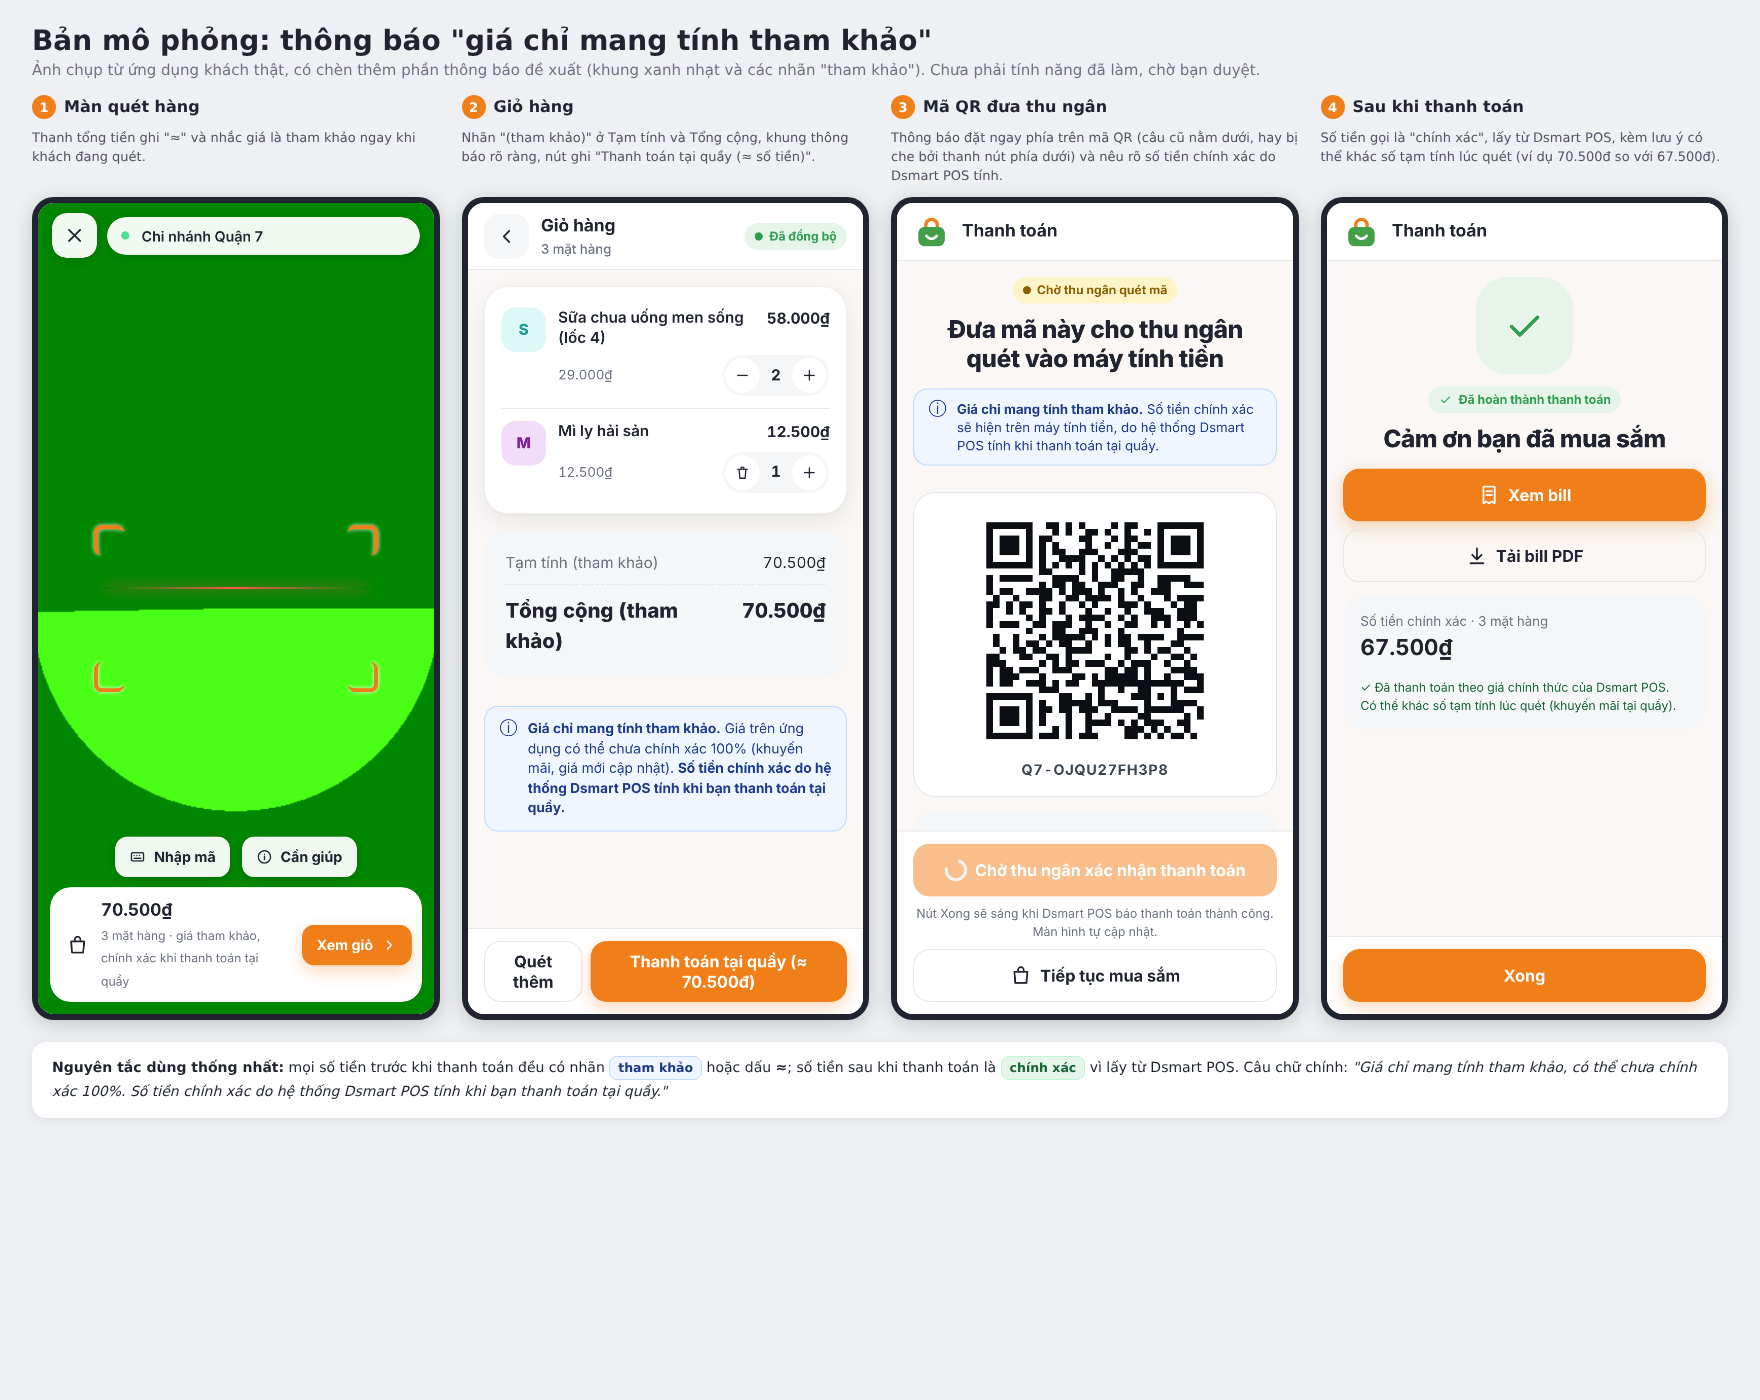 Bản mô phỏng: thông báo "giá chỉ mang tính tham khảo"
Ảnh chụp từ ứng dụng khách thật, có chèn thêm phần thông báo đề xuất (khung xanh nhạt và các nhãn "tham khảo"). Chưa phải tính năng đã làm, chờ bạn duyệt.
1 Màn quét hàng
Thanh tổng tiền ghi "≈" và nhắc giá là tham khảo ngay khi
khách đang quét.
Chi nhánh Quận 7
Nhập mã
Cần giúp
70.500₫
3 mặt hàng · giá tham khảo,
chính xác khi thanh toán tại
quầy
Xem giỏ
2 Giỏ hàng
Nhãn "(tham khảo)" ở Tạm tính và Tổng cộng, khung thông
báo rõ ràng, nút ghi "Thanh toán tại quầy (≈ số tiền)".
Giỏ hàng
3 mặt hàng
Đã đồng bộ
S
Sữa chua uống men sống
(lốc 4)
58.000₫
29.000₫
2
M
Mì ly hải sản
12.500₫
12.500₫
1
Tạm tính (tham khảo)
70.500₫
Tổng cộng (tham
khảo)
70.500₫
Giá chỉ mang tính tham khảo. Giá trên ứng
dụng có thể chưa chính xác 100% (khuyến
mãi, giá mới cập nhật). Số tiền chính xác do hệ
thống Dsmart POS tính khi bạn thanh toán tại
quầy.
Quét
thêm
Thanh toán tại quầy (≈
70.500đ)
3 Mã QR đưa thu ngân
Thông báo đặt ngay phía trên mã QR (câu cũ nằm dưới, hay bị
che bởi thanh nút phía dưới) và nêu rõ số tiền chính xác do
Dsmart POS tính.
Thanh toán
Chờ thu ngân quét mã
Đưa mã này cho thu ngân
quét vào máy tính tiền
Giá chỉ mang tính tham khảo. Số tiền chính xác
sẽ hiện trên máy tính tiền, do hệ thống Dsmart
POS tính khi thanh toán tại quầy.
Q7-OJQU27FH3P8
Chờ thu ngân xác nhận thanh toán
Nút Xong sẽ sáng khi Dsmart POS báo thanh toán thành công.
Màn hình tự cập nhật.
Tiếp tục mua sắm
4 Sau khi thanh toán
Số tiền gọi là "chính xác", lấy từ Dsmart POS, kèm lưu ý có
thể khác số tạm tính lúc quét (ví dụ 70.500đ so với 67.500đ).
Thanh toán
Đã hoàn thành thanh toán
Cảm ơn bạn đã mua sắm
Xem bill
Tải bill PDF
Số tiền chính xác · 3 mặt hàng
67.500₫
✓ Đã thanh toán theo giá chính thức của Dsmart POS.
Có thể khác số tạm tính lúc quét (khuyến mãi tại quầy).
Xong
Nguyên tắc dùng thống nhất: mọi số tiền trước khi thanh toán đều có nhãn tham khảo hoặc dấu ≈; số tiền sau khi thanh toán là chính xác vì lấy từ Dsmart POS. Câu chữ chính: "Giá chỉ mang tính tham khảo, có thể chưa chính
xác 100%. Số tiền chính xác do hệ thống Dsmart POS tính khi bạn thanh toán tại quầy."